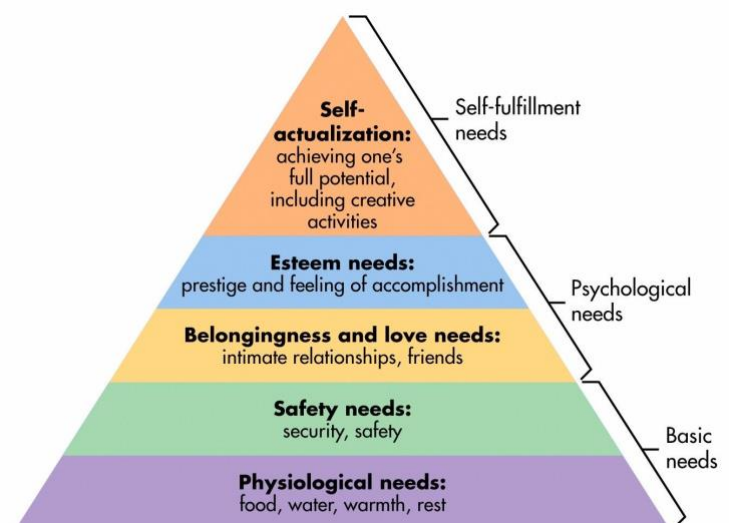 Self-
actualization:
achieving one's
full potential,
including creative
activities
Self-fulfillment
needs
Esteem needs:
prestige and feeling of accomplishment
Psychological
needs
Belongingness and love needs:
intimate relationships, friends
Safety needs:
security, safety
Basic
needs
Physiological needs:
food, water, warmth, rest